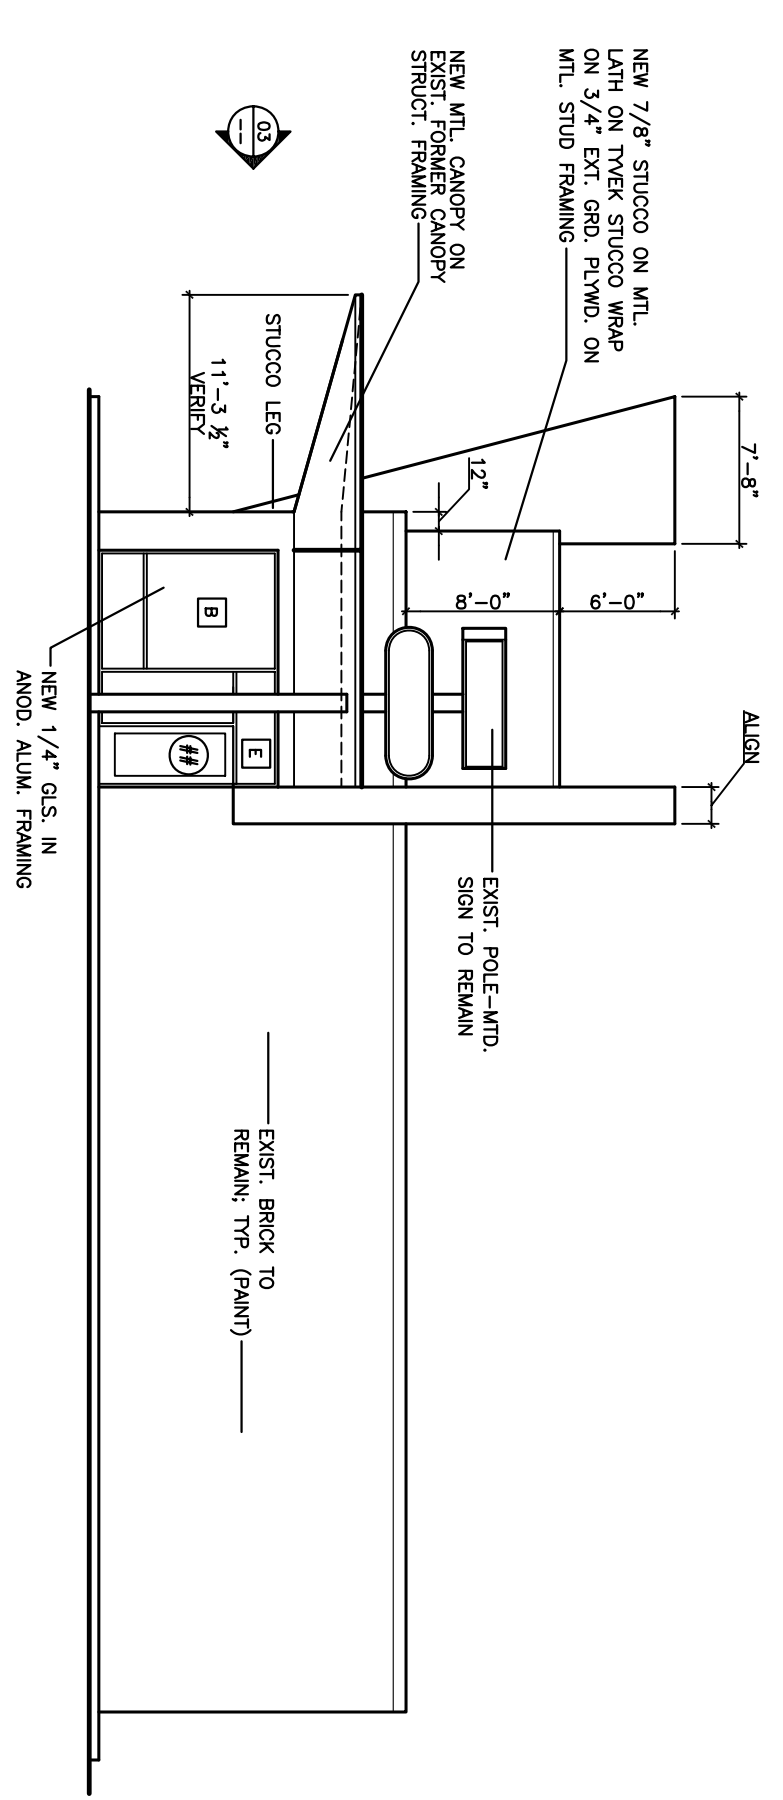 7'-8"
ALIGN
NEW 7/8" STUCCO ON MTL.
LATH ON TYVEK STUCCO WRAP
ON 3/4" EXT. GRD. PLYWD. ON
MTL. STUD FRAMING
6'-0"
8'-0"
12"
NEW MTL. CANOPY ON
EXIST. FORMER CANOPY
STRUCT. FRAMING
EXIST. POLE-MTD.
SIGN TO REMAIN
03
--
STUCCO LEG
11'-3 ½"
VERIFY
B
E
##
EXIST. BRICK TO
REMAIN; TYP. (PAINT)
NEW 1/4" GLS. IN
ANOD. ALUM. FRAMING